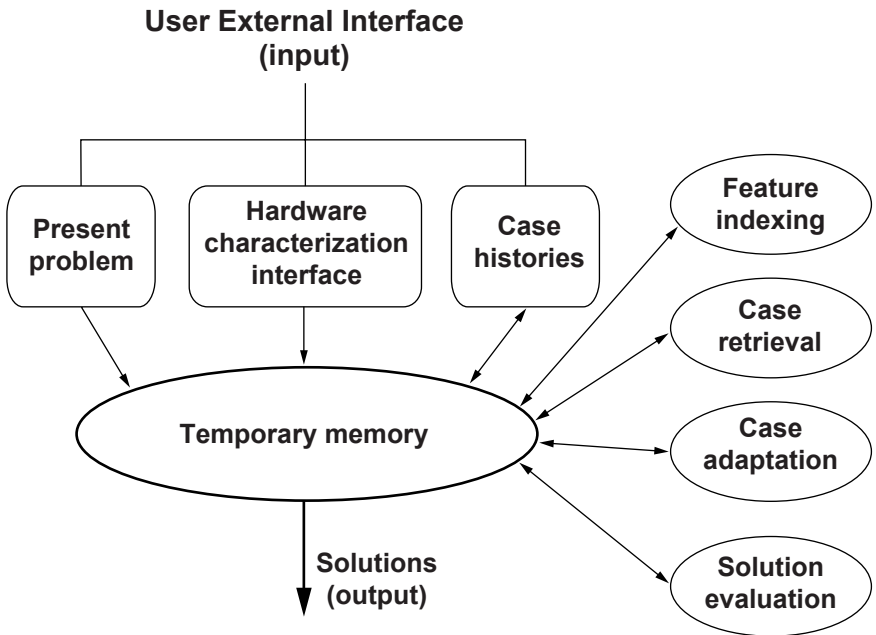 User External Interface
(input)
Present
problem
Hardware
characterization
interface
Case
histories
Feature
indexing
Case
retrieval
Temporary memory
Case
adaptation
Solutions
(output)
Solution
evaluation